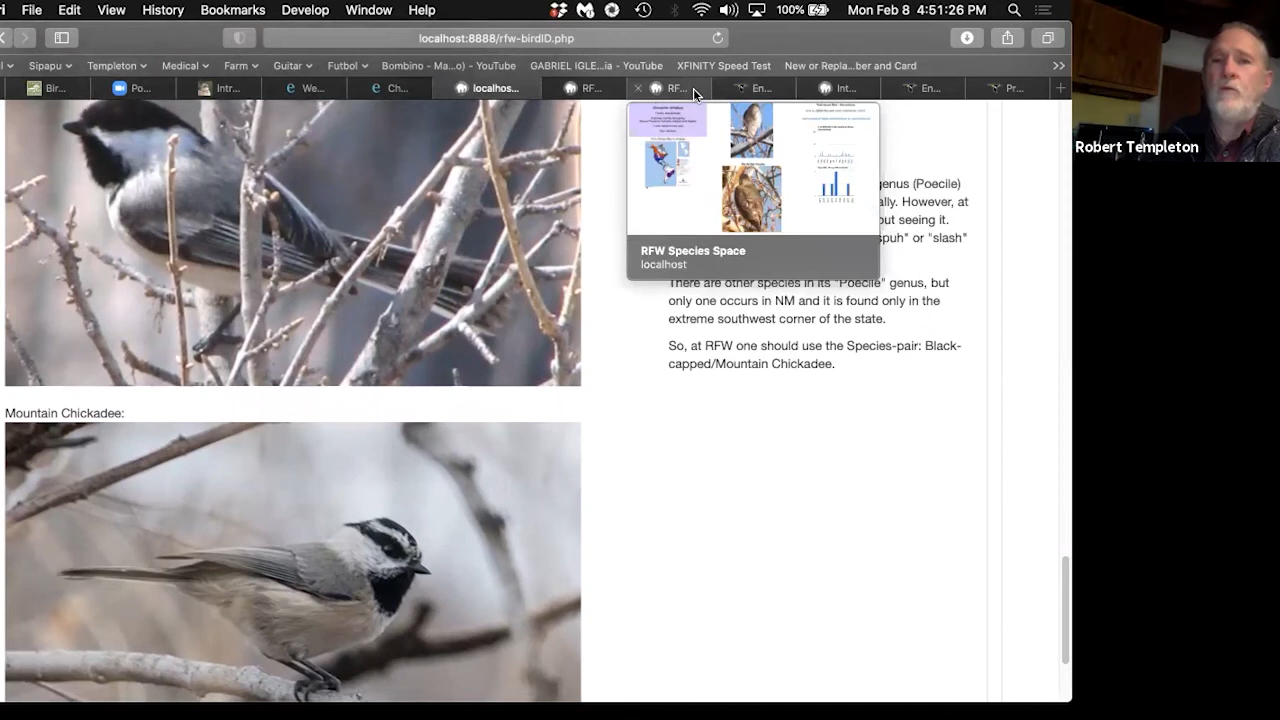 ri File Edit View History Bookmarks Develop Window Help 100% Mon Feb 8 4:51:26 PM
localhost:8888/rfw-birdID.php
l Sipapu Templeton Medical Farm Guitar Futbol Bombino - Ma...o) – YouTube GABRIEL IGLE...ia - YouTube XFINITY Speed Test New or Repla...ber and Card >>
Bir... Po... Intr... We... Ch... localhos... RF... RF... En... Int... En... Pr... +
Robert Templeton
genus (Poecile)
ally. However, at
out seeing it.
spuh" or "slash"
RFW Species Space
localhost
There are other species in its "Poecile" genus, but
only one occurs in NM and it is found only in the
extreme southwest corner of the state.
So, at RFW one should use the Species-pair: Black-
capped/Mountain Chickadee.
Mountain Chickadee: